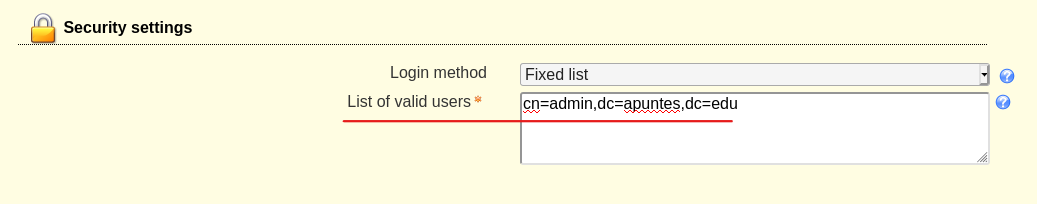 Security settings
Login method Fixed list
List of valid users * cn=admin,dc=apuntes,dc=edu